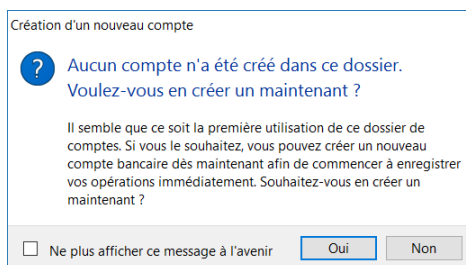 Création d'un nouveau compte
Aucun compte n'a été créé dans ce dossier.
Voulez-vous en créer un maintenant ?
Il semble que ce soit la première utilisation de ce dossier de
comptes. Si vous le souhaitez, vous pouvez créer un nouveau
compte bancaire dès maintenant afin de commencer à enregistrer
vos opérations immédiatement. Souhaitez-vous en créer un
maintenant ?
Ne plus afficher ce message à l'avenir
Oui
Non